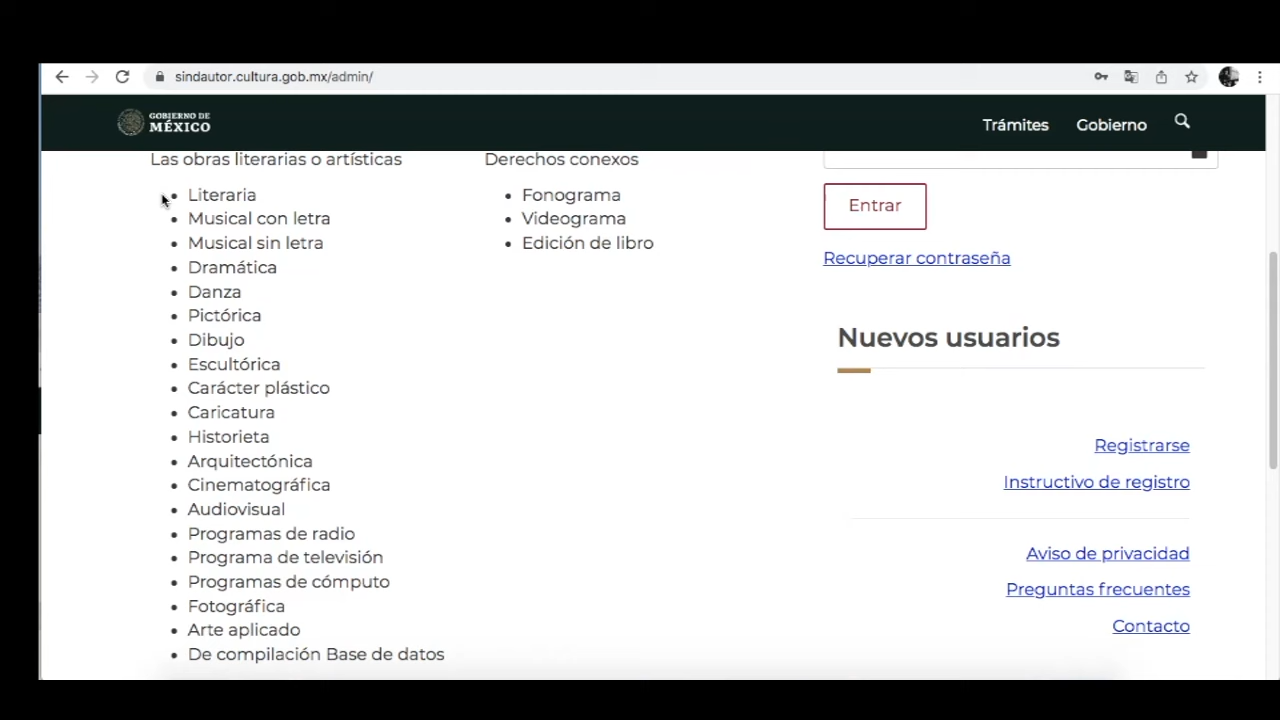 sindautor.cultura.gob.mx/admin/
GOBIERNO DE
MÉXICO
Trámites
Gobierno
Las obras literarias o artísticas
Literaria
Musical con letra
Musical sin letra
Dramática
Danza
Pictórica
Dibujo
Escultórica
Carácter plástico
Caricatura
Historieta
Arquitectónica
Cinematográfica
Audiovisual
Programas de radio
Programa de televisión
Programas de cómputo
Fotográfica
Arte aplicado
De compilación Base de datos
Derechos conexos
Fonograma
Videograma
Edición de libro
Entrar
Recuperar contraseña
Nuevos usuarios
Registrarse
Instructivo de registro
Aviso de privacidad
Preguntas frecuentes
Contacto